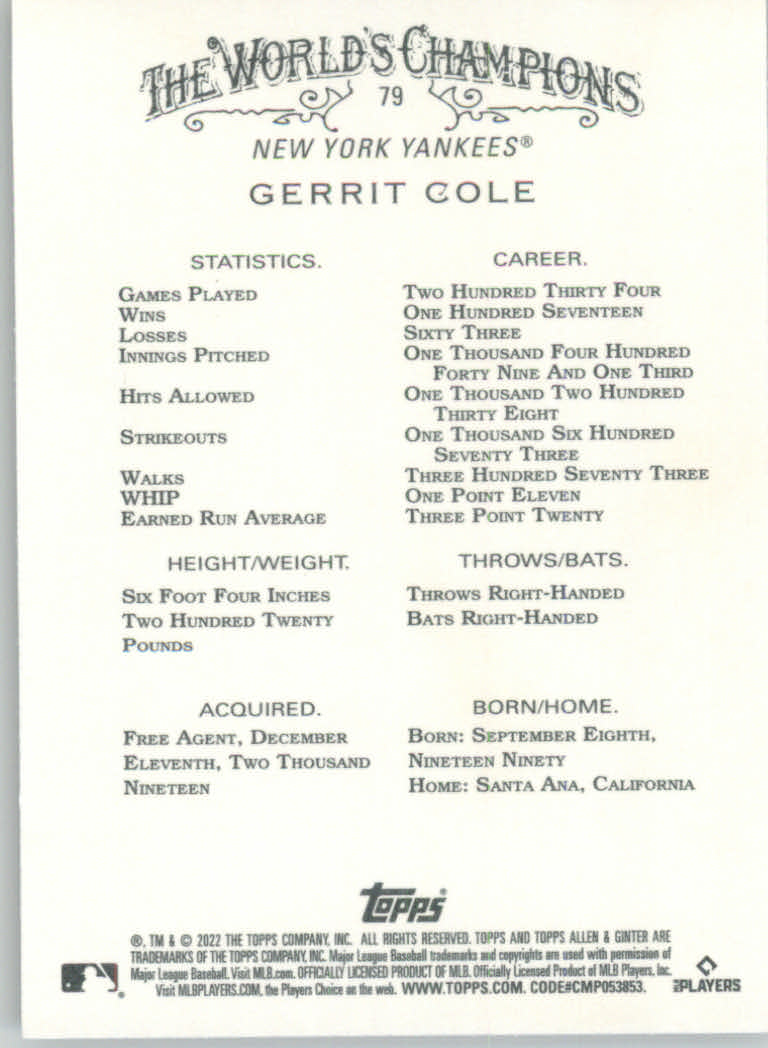 THE WORLD'S CHAMPIONS
79
NEW YORK YANKEES®
GERRIT COLE
STATISTICS. CAREER.
GAMES PLAYED TWO HUNDRED THIRTY FOUR
WINS ONE HUNDRED SEVENTEEN
LOSSES SIXTY THREE
INNINGS PITCHED ONE THOUSAND FOUR HUNDRED
FORTY NINE AND ONE THIRD
HITS ALLOWED ONE THOUSAND TWO HUNDRED
THIRTY EIGHT
STRIKEOUTS ONE THOUSAND SIX HUNDRED
SEVENTY THREE
WALKS THREE HUNDRED SEVENTY THREE
WHIP ONE POINT ELEVEN
EARNED RUN AVERAGE THREE POINT TWENTY
HEIGHT/WEIGHT. THROWS/BATS.
SIX FOOT FOUR INCHES THROWS RIGHT-HANDED
TWO HUNDRED TWENTY BATS RIGHT-HANDED
POUNDS
ACQUIRED. BORN/HOME.
FREE AGENT, DECEMBER BORN: SEPTEMBER EIGHTH,
ELEVENTH, TWO THOUSAND NINETEEN NINETY
NINETEEN HOME: SANTA ANA, CALIFORNIA
topps®
®, TM & © 2022 THE TOPPS COMPANY, INC. ALL RIGHTS RESERVED. TOPPS AND TOPPS ALLEN & GINTER ARE
TRADEMARKS OF THE TOPPS COMPANY, INC. Major League Baseball trademarks and copyrights are used with permission of
Major League Baseball. Visit MLB.com. OFFICIALLY LICENSED PRODUCT OF MLB. Officially Licensed Product of MLB Players, Inc.
Visit MLBPLAYERS.COM, the Players Choice on the web. WWW.TOPPS.COM. CODE#CMP053853.
MLB PLAYERS